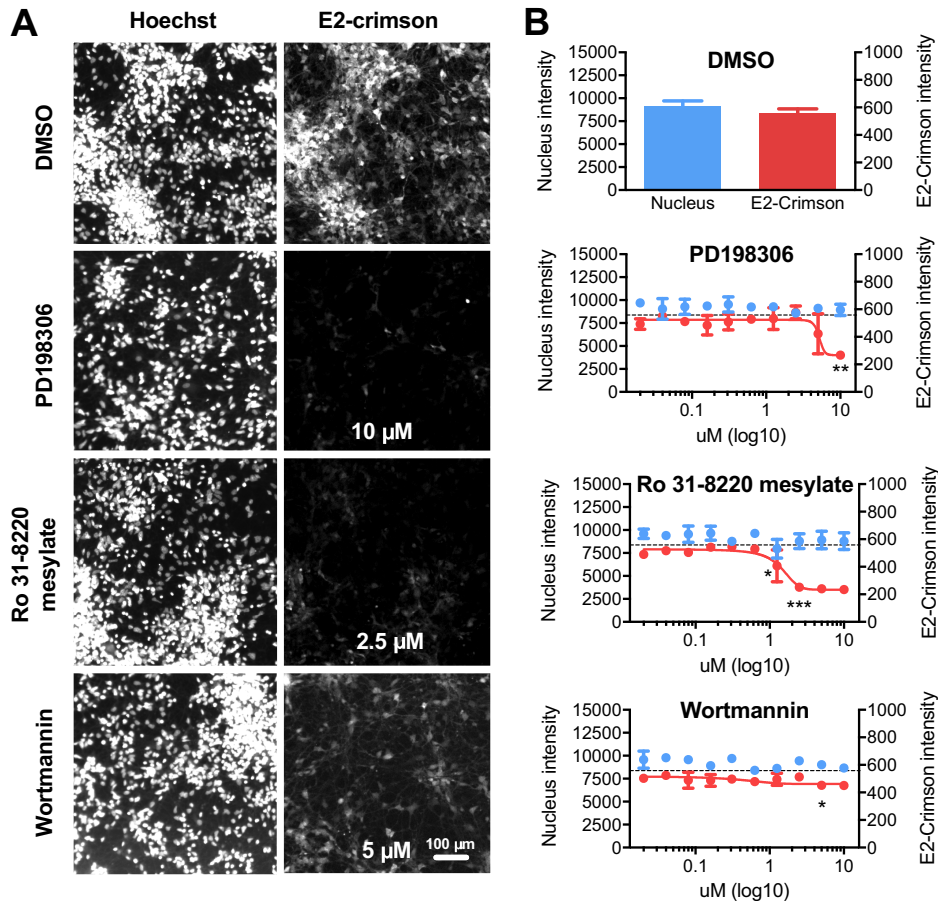 A
Hoechst
E2-crimson
DMSO
PD198306
10 µM
Ro 31-8220
mesylate
2.5 µM
Wortmannin
5 µM
100 µm
B
DMSO
Nucleus intensity
15000
12500
10000
7500
5000
2500
0
1000
800
600
400
200
0
E2-Crimson intensity
Nucleus
E2-Crimson
PD198306
Nucleus intensity
15000
12500
10000
7500
5000
2500
0
1000
800
600
400
200
0
E2-Crimson intensity
**
0.1
1
10
uM (log10)
Ro 31-8220 mesylate
Nucleus intensity
15000
12500
10000
7500
5000
2500
0
1000
800
600
400
200
0
E2-Crimson intensity
*
***
0.1
1
10
uM (log10)
Wortmannin
Nucleus intensity
15000
12500
10000
7500
5000
2500
0
1000
800
600
400
200
0
E2-Crimson intensity
*
0.1
1
10
uM (log10)